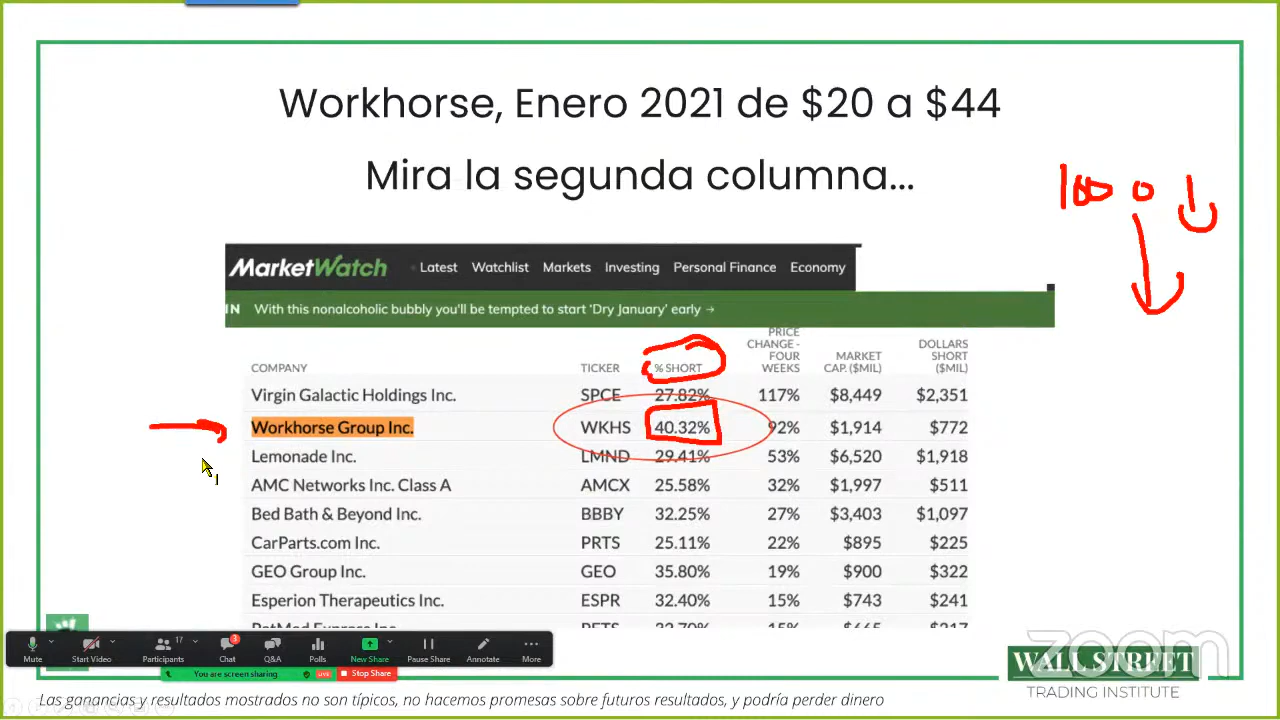 Workhorse, Enero 2021 de $20 a $44
Mira la segunda columna...
100 0 1
MarketWatch Latest Watchlist Markets Investing Personal Finance Economy
IN With this nonalcoholic bubbly you'll be tempted to start 'Dry January' early →
COMPANY TICKER % SHORT PRICE CHANGE - FOUR WEEKS MARKET CAP. ($MIL) DOLLARS SHORT ($MIL)
Virgin Galactic Holdings Inc. SPCE 27.82% 117% $8,449 $2,351
Workhorse Group Inc. WKHS 40.32% 92% $1,914 $772
Lemonade Inc. LMND 29.41% 53% $6,520 $1,918
AMC Networks Inc. Class A AMCX 25.58% 32% $1,997 $511
Bed Bath & Beyond Inc. BBBY 32.25% 27% $3,403 $1,097
CarParts.com Inc. PRTS 25.11% 22% $895 $225
GEO Group Inc. GEO 35.80% 19% $900 $322
Esperion Therapeutics Inc. ESPR 32.40% 15% $743 $241
17 3
Mute Start Video Participants Chat Q&A Polls New Share Pause Share Annotate More
You are screen sharing LIVE Stop Share
zoom
WALL STREET
TRADING INSTITUTE
Las ganancias y resultados mostrados no son típicos, no hacemos promesas sobre futuros resultados, y podría perder dinero